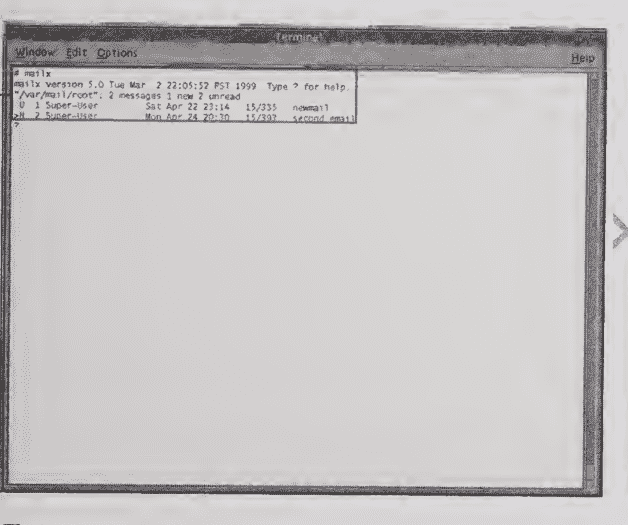 Terminal
Window Edit Options Help
# mailx
mailx version 5.0 Tue Mar  2 22:05:52 PST 1999  Type ? for help.
"/var/mail/root": 2 messages 1 new 2 unread
 U  1 Super-User         Sat Apr 22 23:14   15/335   newmail
>N  2 Super-User         Mon Apr 24 20:30   15/397   second email
?